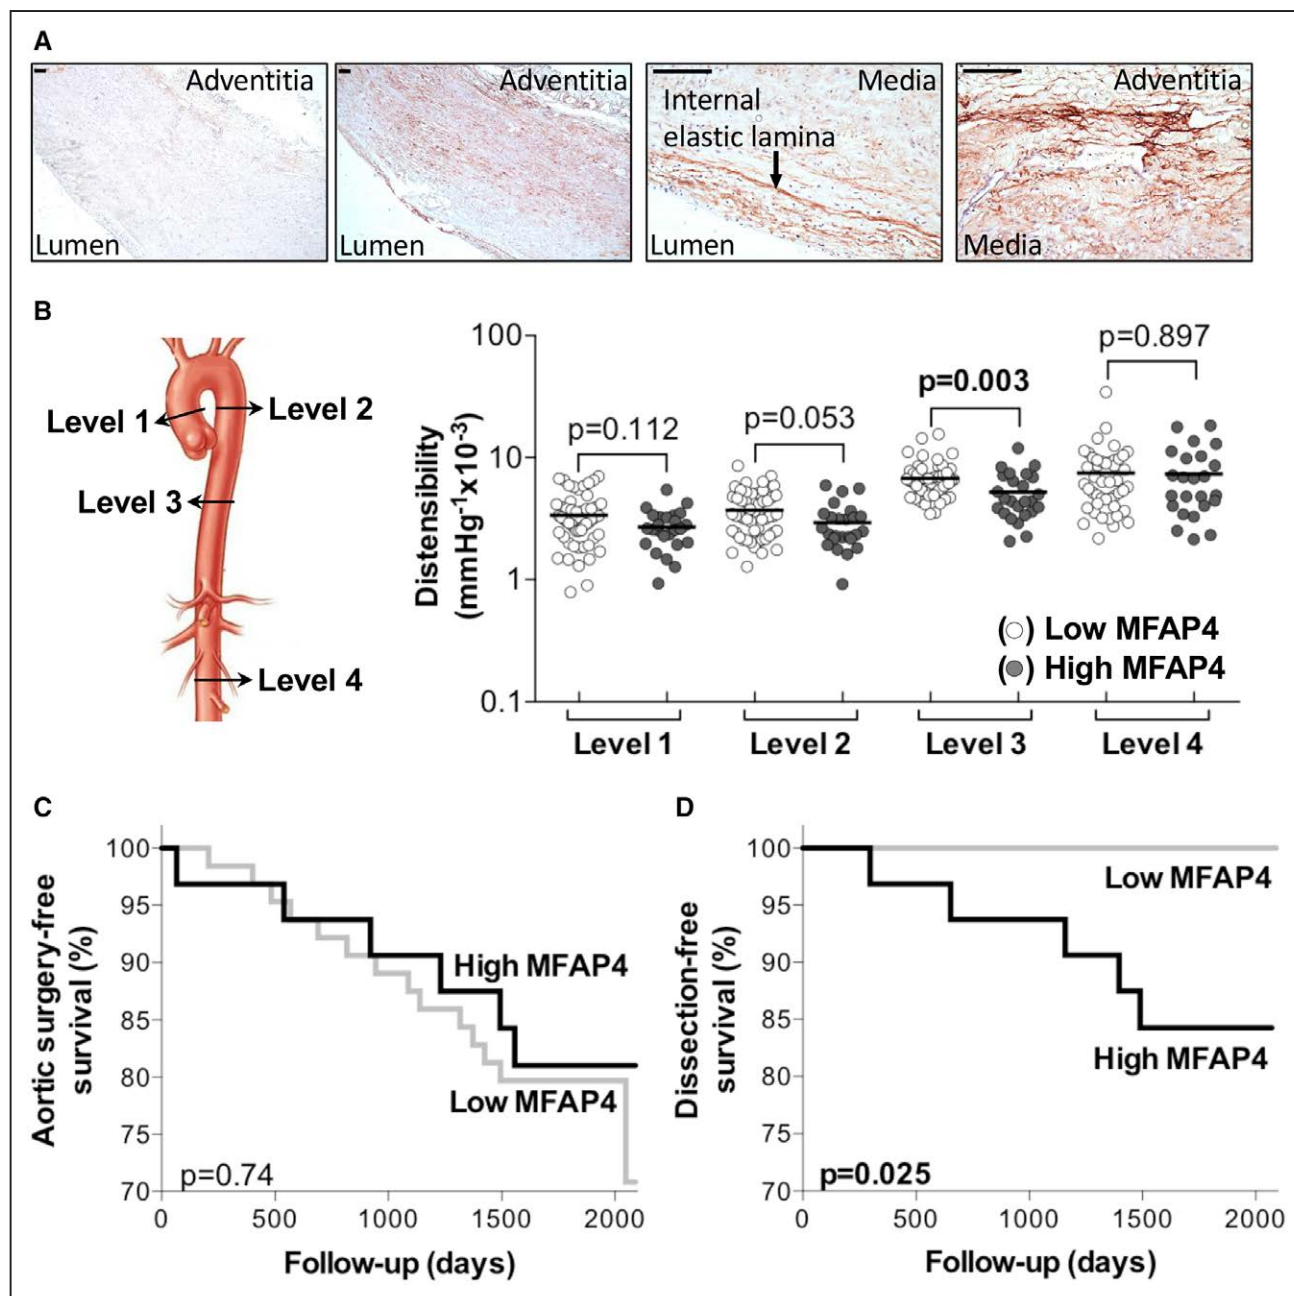 A
Adventitia
Lumen
Adventitia
Lumen
Media
Internal
elastic lamina
Lumen
Adventitia
Media
B
Level 1
Level 2
Level 3
Level 4
Distensibility
(mmHg⁻¹x10⁻³)
100
10
1
0.1
p=0.112
p=0.053
p=0.003
p=0.897
(○) Low MFAP4
(●) High MFAP4
Level 1
Level 2
Level 3
Level 4
C
Aortic surgery-free
survival (%)
100
95
90
85
80
75
70
High MFAP4
Low MFAP4
p=0.74
0
500
1000
1500
2000
Follow-up (days)
D
Dissection-free
survival (%)
100
95
90
85
80
75
70
Low MFAP4
High MFAP4
p=0.025
0
500
1000
1500
2000
Follow-up (days)